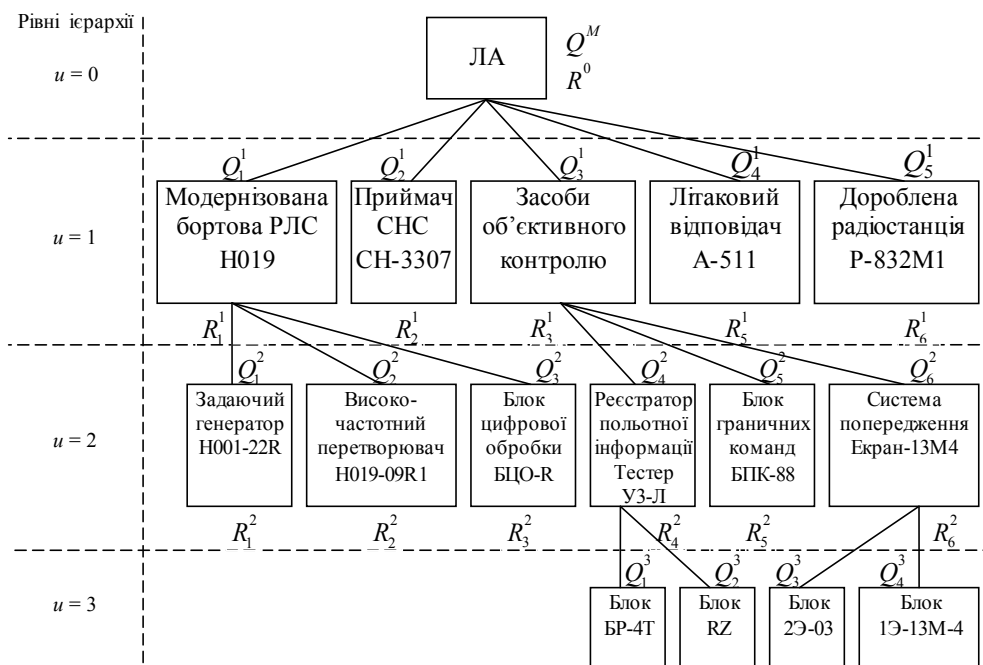 Рівні ієрархії
u = 0
ЛА
Q^M
R^0
Q_1^1
Q_2^1
Q_3^1
Q_4^1
Q_5^1
u = 1
Модернізована
бортова РЛС
Н019
Приймач
СНС
СН-3307
Засоби
об’єктивного
контролю
Літаковий
відповідач
А-511
Дороблена
радіостанція
Р-832М1
R_1^1
R_2^1
R_3^1
R_5^1
R_6^1
Q_1^2
Q_2^2
Q_3^2
Q_4^2
Q_5^2
Q_6^2
u = 2
Задаючий
генератор
Н001-22R
Високо-
частотний
перетворювач
Н019-09R1
Блок
цифрової
обробки
БЦО-R
Реєстратор
польотної
інформації
Тестер
У3-Л
Блок
граничних
команд
БПК-88
Система
попередження
Екран-13М4
R_1^2
R_2^2
R_3^2
R_4^2
R_5^2
R_6^2
Q_1^3
Q_2^3
Q_3^3
Q_4^3
u = 3
Блок
БР-4Т
Блок
RZ
Блок
2Э-03
Блок
1Э-13М-4